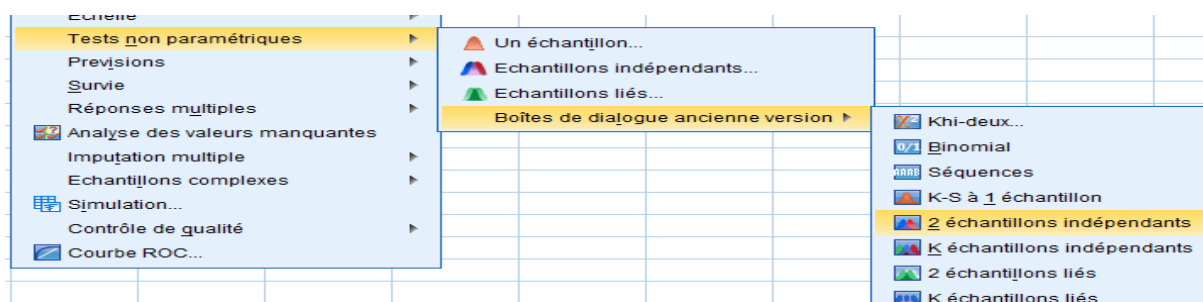 Echelle
Tests non paramétriques
Previsions
Survie
Réponses multiples
Analyse des valeurs manquantes
Imputation multiple
Echantillons complexes
Simulation...
Contrôle de qualité
Courbe ROC...
Un échantillon...
Echantillons indépendants...
Echantillons liés...
Boîtes de dialogue ancienne version
Khi-deux...
Binomial
Séquences
K-S à 1 échantillon
2 échantillons indépendants
K échantillons indépendants
2 échantillons liés
K échantillons liés